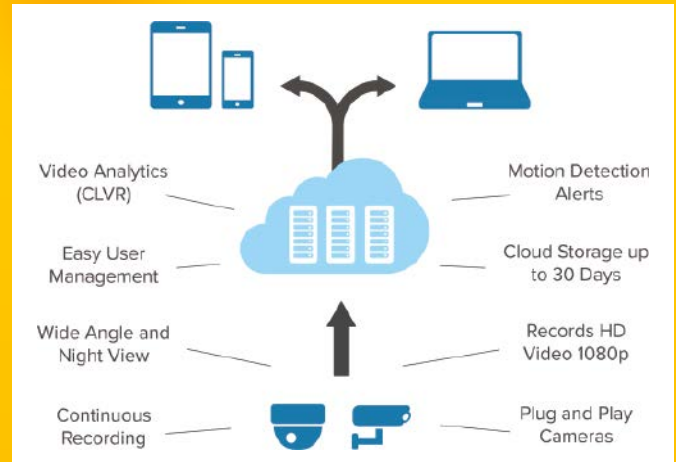 Video Analytics
(CLVR)
Motion Detection
Alerts
Easy User
Management
Cloud Storage up
to 30 Days
Wide Angle and
Night View
Records HD
Video 1080p
Continuous
Recording
Plug and Play
Cameras